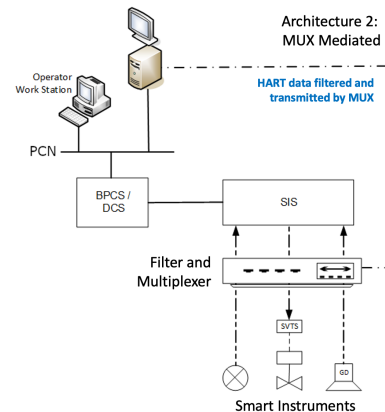 Architecture 2:
MUX Mediated
Operator
Work Station
HART data filtered and
transmitted by MUX
PCN
BPCS /
DCS
SIS
Filter and
Multiplexer
SVTS
GD
Smart Instruments